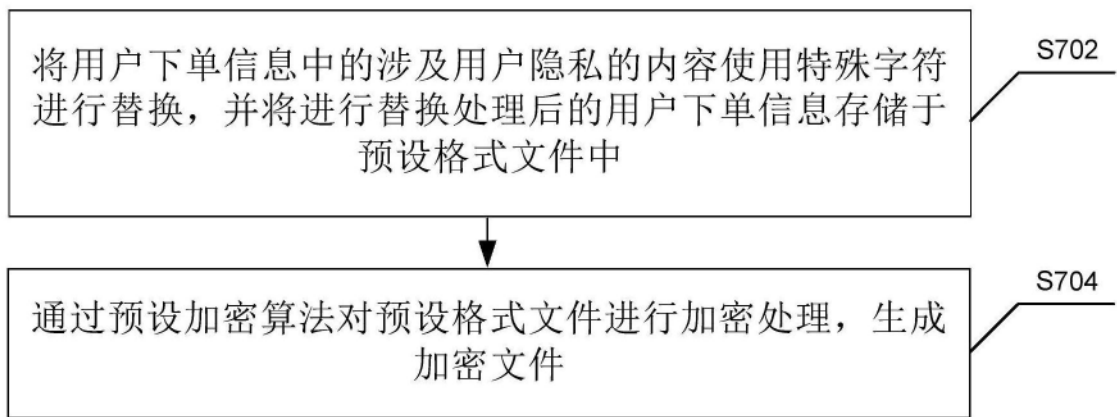 将用户下单信息中的涉及用户隐私的内容使用特殊字符
进行替换，并将进行替换处理后的用户下单信息存储于
预设格式文件中
S702
通过预设加密算法对预设格式文件进行加密处理，生成
加密文件
S704